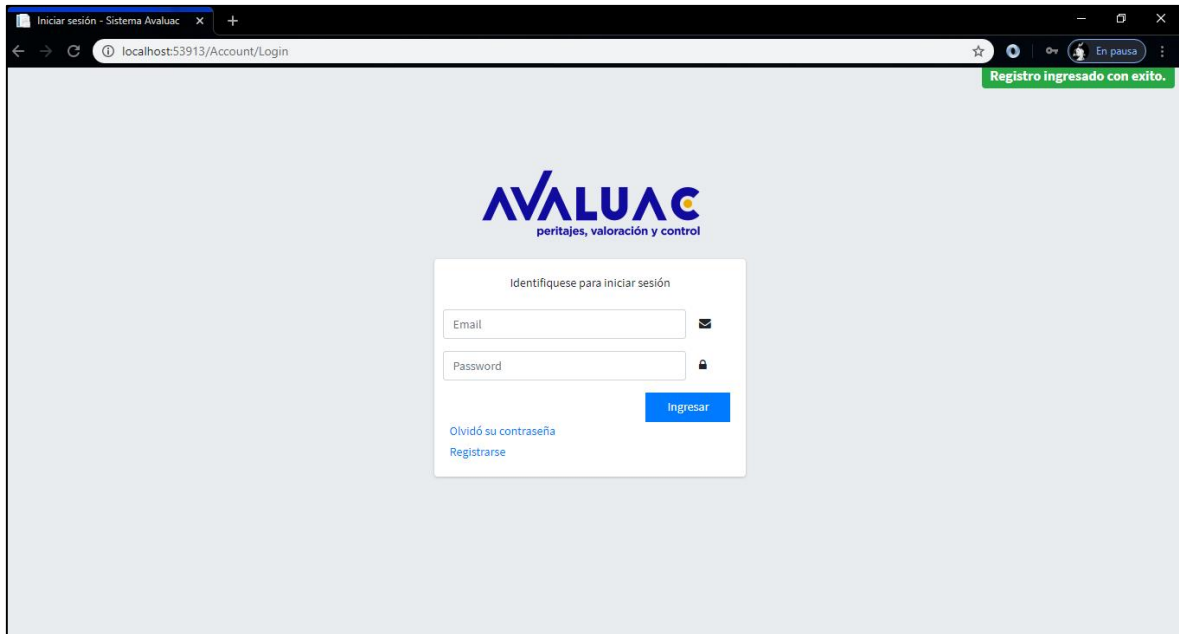 Iniciar sesión - Sistema Avaluac
localhost:53913/Account/Login
En pausa
Registro ingresado con exito.
AVALUAC
peritajes, valoración y control
Identifiquese para iniciar sesión
Email
Password
Ingresar
Olvidó su contraseña
Registrarse